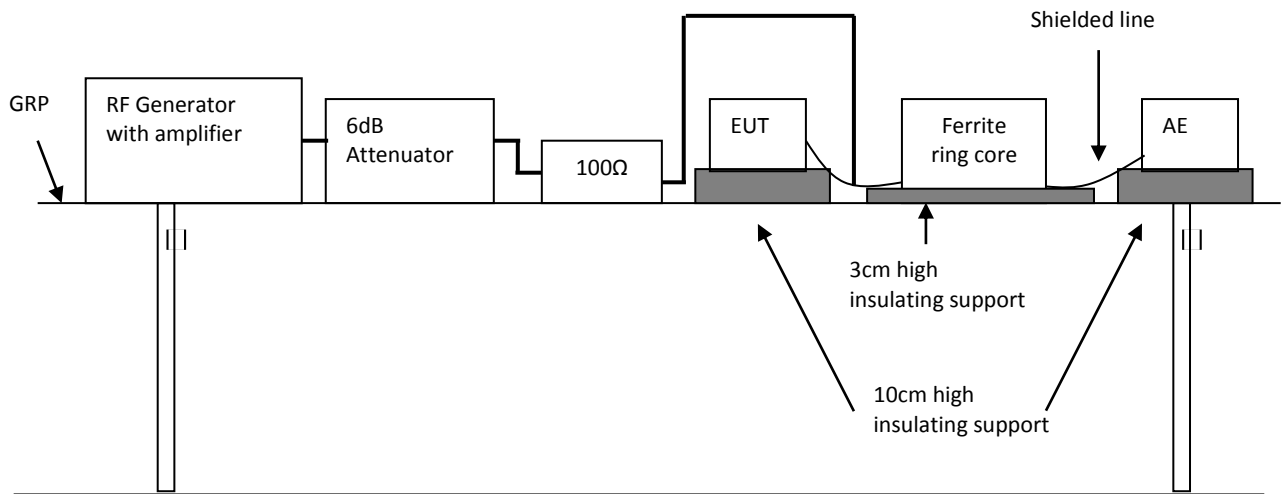 Shielded line
GRP
RF Generator
with amplifier
6dB
Attenuator
100Ω
EUT
Ferrite
ring core
AE
3cm high
insulating support
10cm high
insulating support